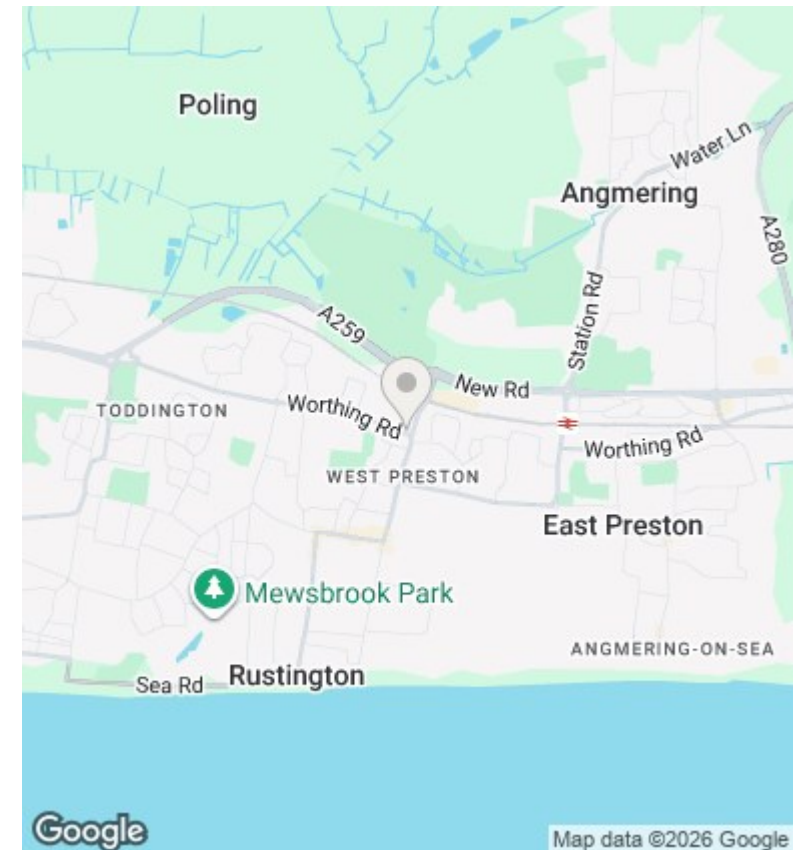 Poling
Water Ln
Angmering
A280
Station Rd
A259
New Rd
TODDINGTON
Worthing Rd
Worthing Rd
WEST PRESTON
East Preston
Mewsbrook Park
ANGMERING-ON-SEA
Sea Rd
Rustington
Google
Map data ©2026 Google